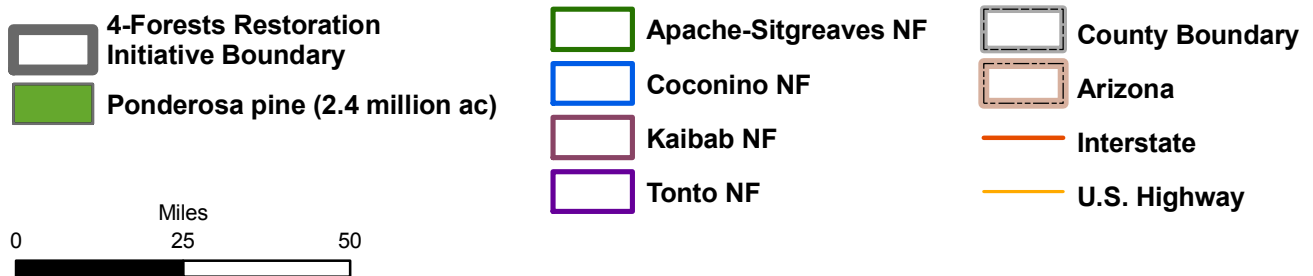 4-Forests Restoration
Initiative Boundary
Ponderosa pine (2.4 million ac)
Miles
0 25 50
Apache-Sitgreaves NF
Coconino NF
Kaibab NF
Tonto NF
County Boundary
Arizona
Interstate
U.S. Highway